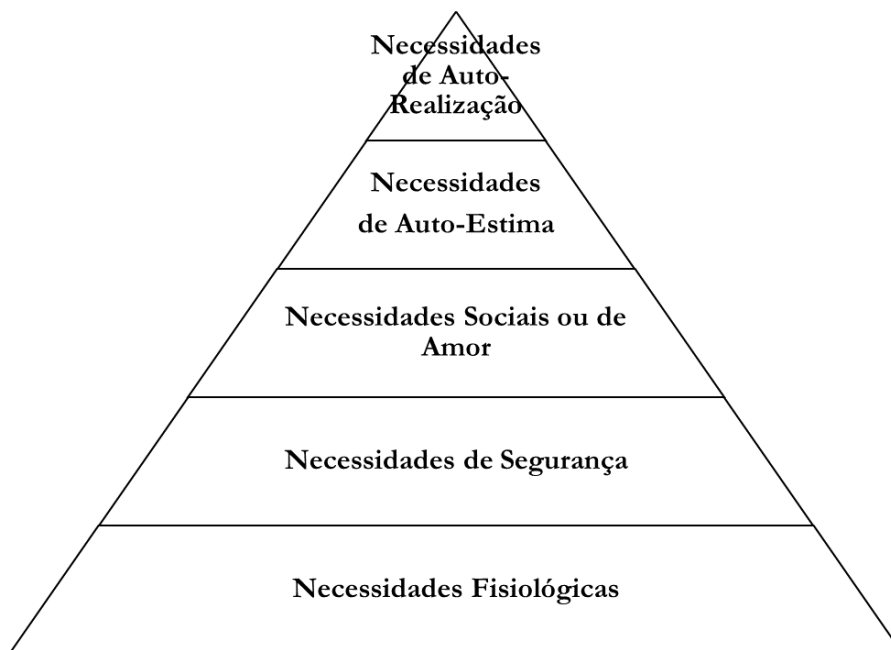 Necessidades
de Auto-
Realização
Necessidades
de Auto-Estima
Necessidades Sociais ou de
Amor
Necessidades de Segurança
Necessidades Fisiológicas